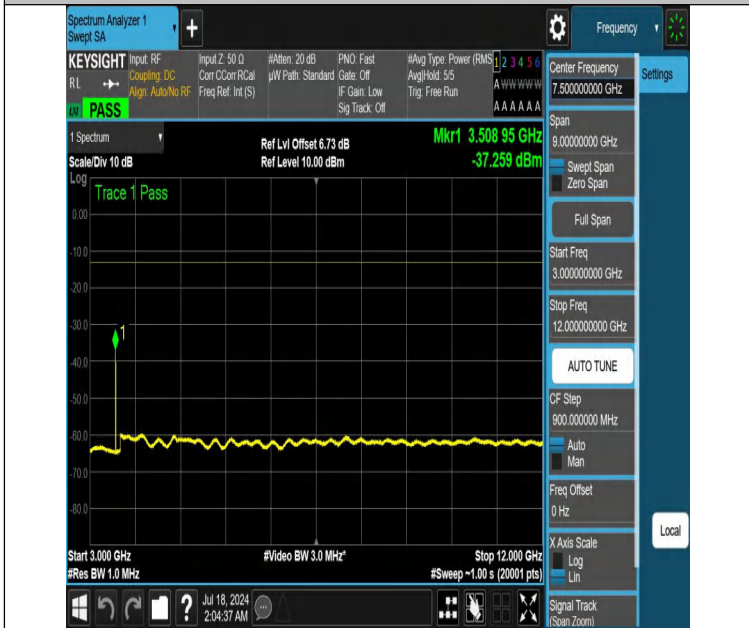 Spectrum Analyzer 1
Swept SA
Frequency
KEYSIGHT
RL
LXI
PASS
Input: RF
Coupling: DC
Align: Auto/No RF
Input Z: 50 Ω
Corr CCorr RCal
Freq Ref: Int (S)
#Atten: 20 dB
µW Path: Standard
PNO: Fast
Gate: Off
IF Gain: Low
Sig Track: Off
#Avg Type: Power (RMS
Avg|Hold: 5/5
Trig: Free Run
1 2 3 4 5 6
A W W W W W
A A A A A A
1 Spectrum
Scale/Div 10 dB
Ref Lvl Offset 6.73 dB
Ref Level 10.00 dBm
Mkr1 3.508 95 GHz
-37.259 dBm
Log
Trace 1 Pass
0.00
-10.0
-20.0
-30.0
-40.0
-50.0
-60.0
-70.0
-80.0
1
Start 3.000 GHz
#Res BW 1.0 MHz
#Video BW 3.0 MHz*
Stop 12.000 GHz
#Sweep ~1.00 s (20001 pts)
Center Frequency
7.500000000 GHz
Settings
Span
9.00000000 GHz
Swept Span
Zero Span
Full Span
Start Freq
3.000000000 GHz
Stop Freq
12.000000000 GHz
AUTO TUNE
CF Step
900.000000 MHz
Auto
Man
Freq Offset
0 Hz
X Axis Scale
Log
Lin
Local
Signal Track
(Span Zoom)
?
Jul 18, 2024
2:04:37 AM